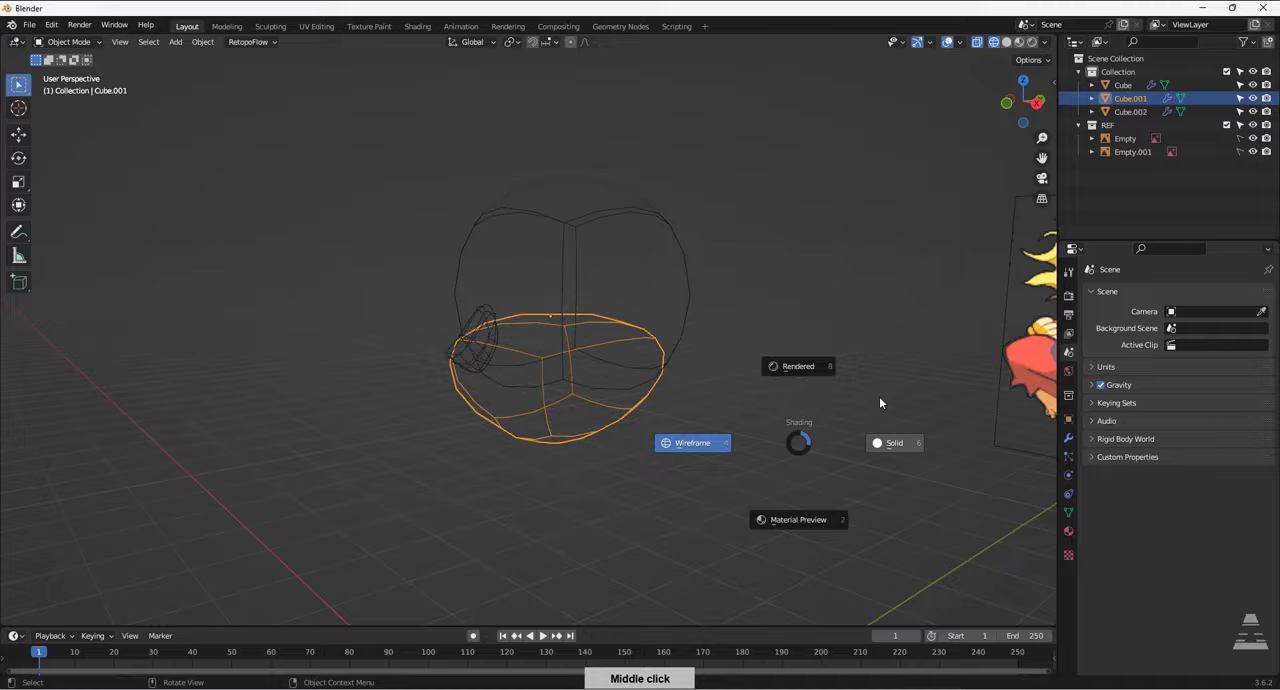 Blender
File Edit Render Window Help Layout Modeling Sculpting UV Editing Texture Paint Shading Animation Rendering Compositing Geometry Nodes Scripting + Scene ViewLayer
Object Mode View Select Add Object RetopoFlow Global
Options
User Perspective
(1) Collection | Cube.001
Z
X
Scene Collection
Collection
Cube
Cube.001
Cube.002
REF
Empty
Empty.001
Scene
Scene
Camera
Background Scene
Active Clip
Units
Gravity
Keying Sets
Audio
Rigid Body World
Custom Properties
Rendered 8
Shading
Wireframe 4
Solid 6
Material Preview 2
Playback Keying View Marker 1 Start 1 End 250
1 10 20 30 40 50 60 70 80 90 100 110 120 130 140 150 160 170 180 190 200 210 220 230 240 250
Middle click
Select Rotate View Object Context Menu 3.6.2